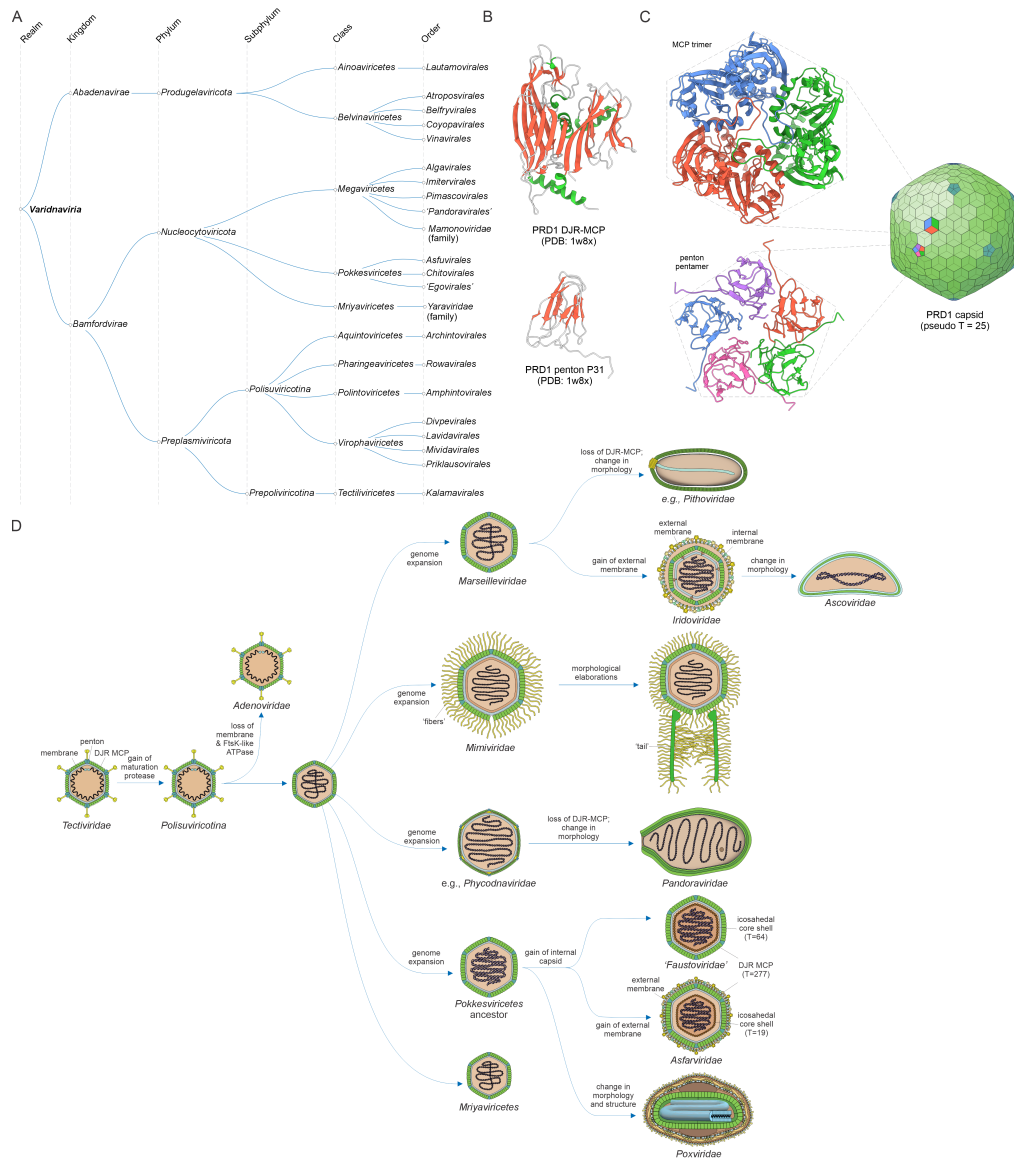 A
Realm
Kingdom
Phylum
Subphylum
Class
Order
Varidnaviria
Abadenavirae
Bamfordvirae
Produgelaviricota
Nucleocytoviricota
Preplasmiviricota
Polisuviricotina
Prepoliviricotina
Ainoaviricetes
Belvinaviricetes
Megaviricetes
Pokkesviricetes
Mriyaviricetes
Aquintoviricetes
Pharingeaviricetes
Polintoviricetes
Virophaviricetes
Tectiliviricetes
Lautamovirales
Atroposvirales
Belfryvirales
Coyopavirales
Vinavirales
Algavirales
Imitervirales
Pimascovirales
‘Pandoravirales’
Mamonoviridae
(family)
Asfuvirales
Chitovirales
‘Egovirales’
Yaraviridae
(family)
Archintovirales
Rowavirales
Amphintovirales
Divpevirales
Lavidavirales
Mividavirales
Priklausovirales
Kalamavirales
B
PRD1 DJR-MCP
(PDB: 1w8x)
PRD1 penton P31
(PDB: 1w8x)
C
MCP trimer
penton
pentamer
PRD1 capsid
(pseudo T = 25)
D
membrane
penton
DJR MCP
Tectiviridae
gain of
maturation
protease
Polisuviricotina
Adenoviridae
loss of
membrane
& FtsK-like
ATPase
genome
expansion
Marseilleviridae
loss of DJR-MCP;
change in
morphology
e.g., Pithoviridae
gain of external
membrane
external
membrane
internal
membrane
Iridoviridae
change in
morphology
Ascoviridae
genome
expansion
‘fibers’
Mimiviridae
morphological
elaborations
‘tail’
genome
expansion
e.g., Phycodnaviridae
loss of DJR-MCP;
change in
morphology
Pandoraviridae
genome
expansion
Pokkesviricetes
ancestor
gain of internal
capsid
‘Faustoviridae’
icosahedal
core shell
(T=64)
DJR MCP
(T=277)
gain of external
membrane
external
membrane
icosahedal
core shell
(T=19)
Asfarviridae
change in
morphology
and structure
Poxviridae
Mriyaviricetes